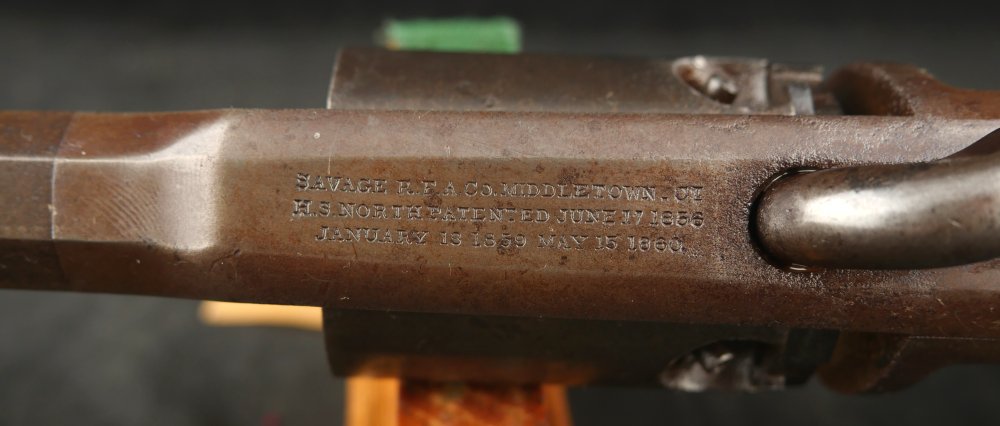 SAVAGE R.F.A.CO. MIDDLETOWN.CT
H.S. NORTH PATENTED JUNE 17 1856
JANUARY 18 1859 MAY 15 1860.